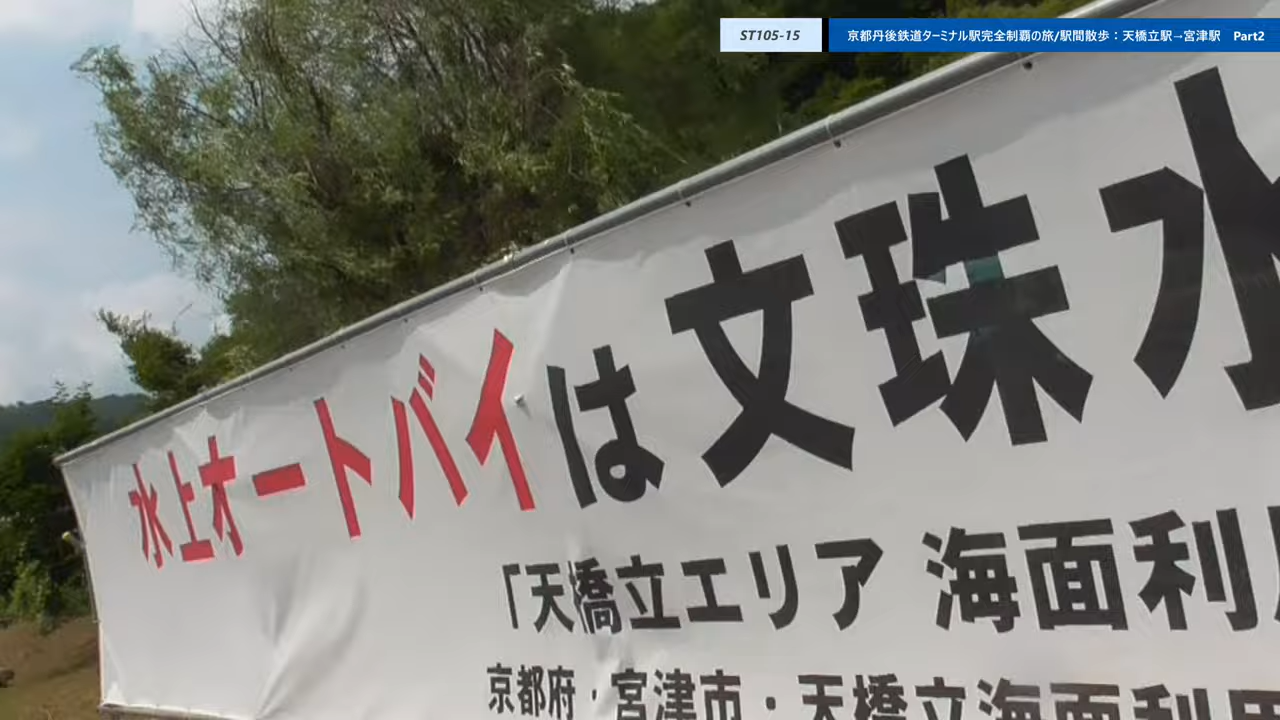 ST105-15
京都丹後鉄道ターミナル駅完全制覇の旅/駅間散歩：天橋立駅→宮津駅　Part2
水上オートバイは文珠水
「天橋立エリア 海面利用
京都府・宮津市・天橋立海面利用